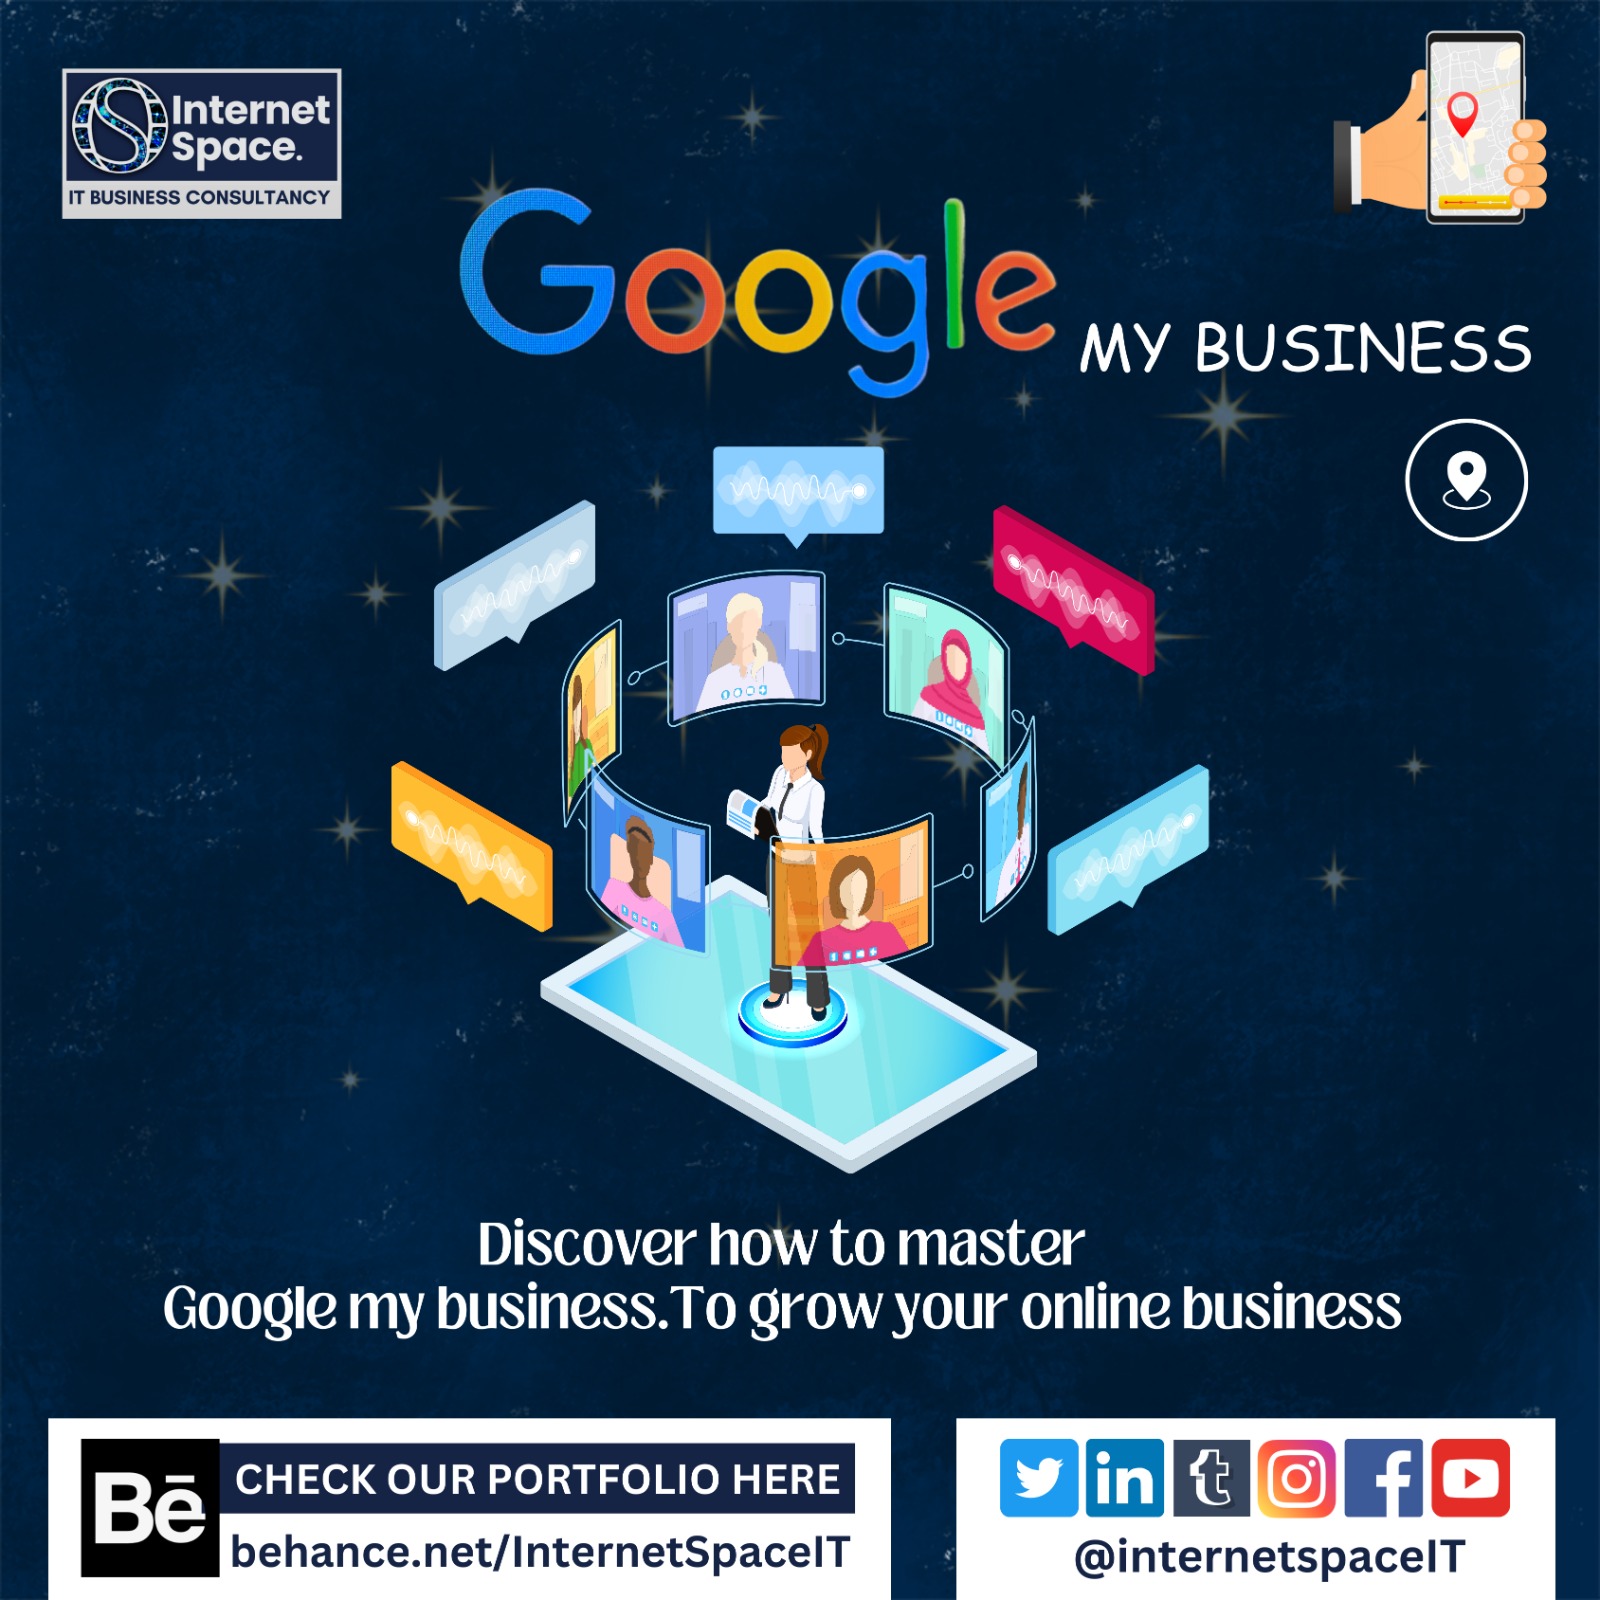 Internet
Space.
IT BUSINESS CONSULTANCY
Google
MY BUSINESS
Discover how to master
Google my business.To grow your online business
Bē
CHECK OUR PORTFOLIO HERE
behance.net/InternetSpaceIT
in t f
@internetspaceIT